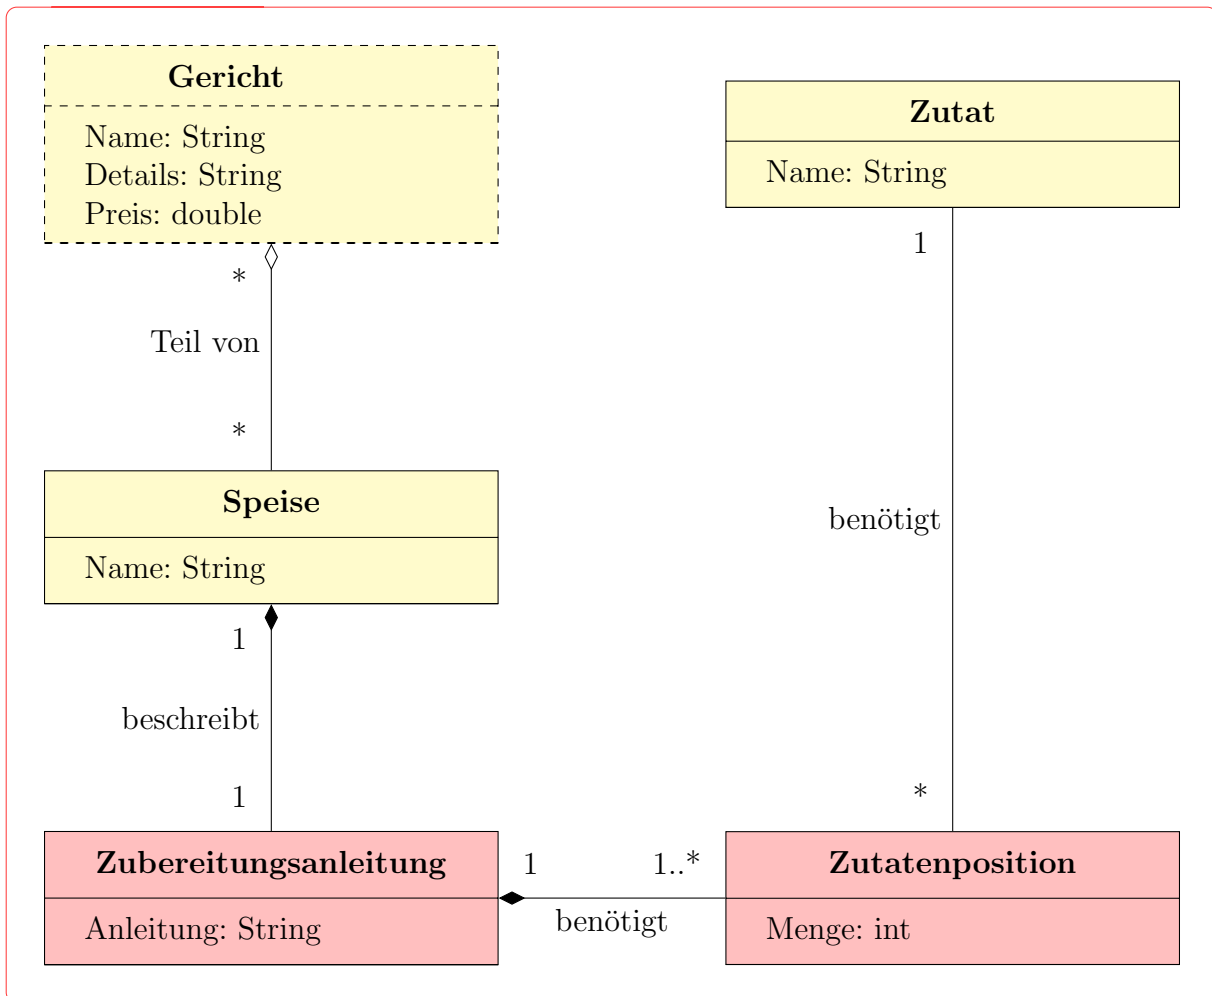 Gericht
Name: String
Details: String
Preis: double
Zutat
Name: String
*
Teil von
*
1
benötigt
*
Speise
Name: String
1
beschreibt
1
Zubereitungsanleitung
Anleitung: String
1
1..*
benötigt
Zutatenposition
Menge: int